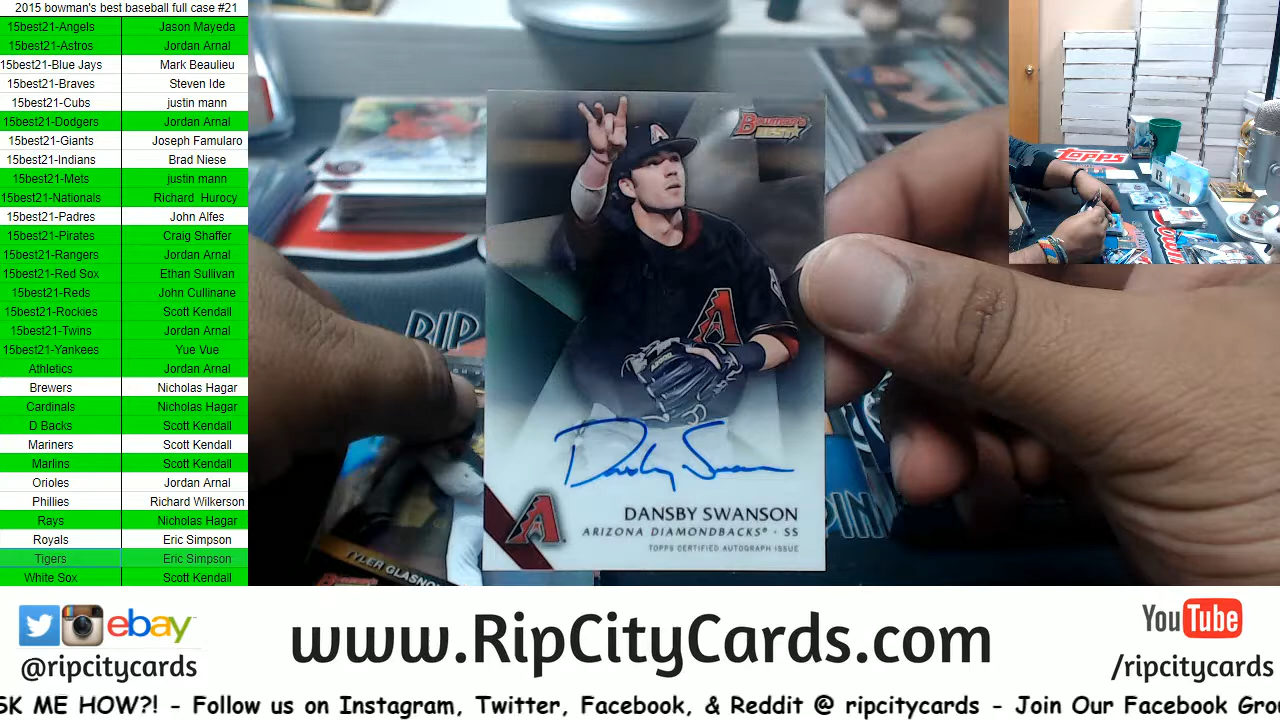 2015 bowman's best baseball full case #21
15best21-Angels Jason Mayeda
15best21-Astros Jordan Arnal
15best21-Blue Jays Mark Beaulieu
15best21-Braves Steven Ide
15best21-Cubs justin mann
15best21-Dodgers Jordan Arnal
15best21-Giants Joseph Famularo
15best21-Indians Brad Niese
15best21-Mets justin mann
15best21-Nationals Richard Hurocy
15best21-Padres John Alfes
15best21-Pirates Craig Shaffer
15best21-Rangers Jordan Arnal
15best21-Red Sox Ethan Sullivan
15best21-Reds John Cullinane
15best21-Rockies Scott Kendall
15best21-Twins Jordan Arnal
15best21-Yankees Yue Vue
Athletics Jordan Arnal
Brewers Nicholas Hagar
Cardinals Nicholas Hagar
D Backs Scott Kendall
Mariners Scott Kendall
Marlins Scott Kendall
Orioles Jordan Arnal
Phillies Richard Wilkerson
Rays Nicholas Hagar
Royals Eric Simpson
Tigers Eric Simpson
White Sox Scott Kendall
BOWMAN'S
BEST
A
A
Dansby Swanson
A
DANSBY SWANSON
ARIZONA DIAMONDBACKS® · SS
TOPPS CERTIFIED AUTOGRAPH ISSUE
RIP
TYLER GLASNO
PIN
TOPPS
ebay
@ripcitycards
www.RipCityCards.com
YouTube
/ripcitycards
SK ME HOW?! - Follow us on Instagram, Twitter, Facebook, & Reddit @ ripcitycards - Join Our Facebook Gro